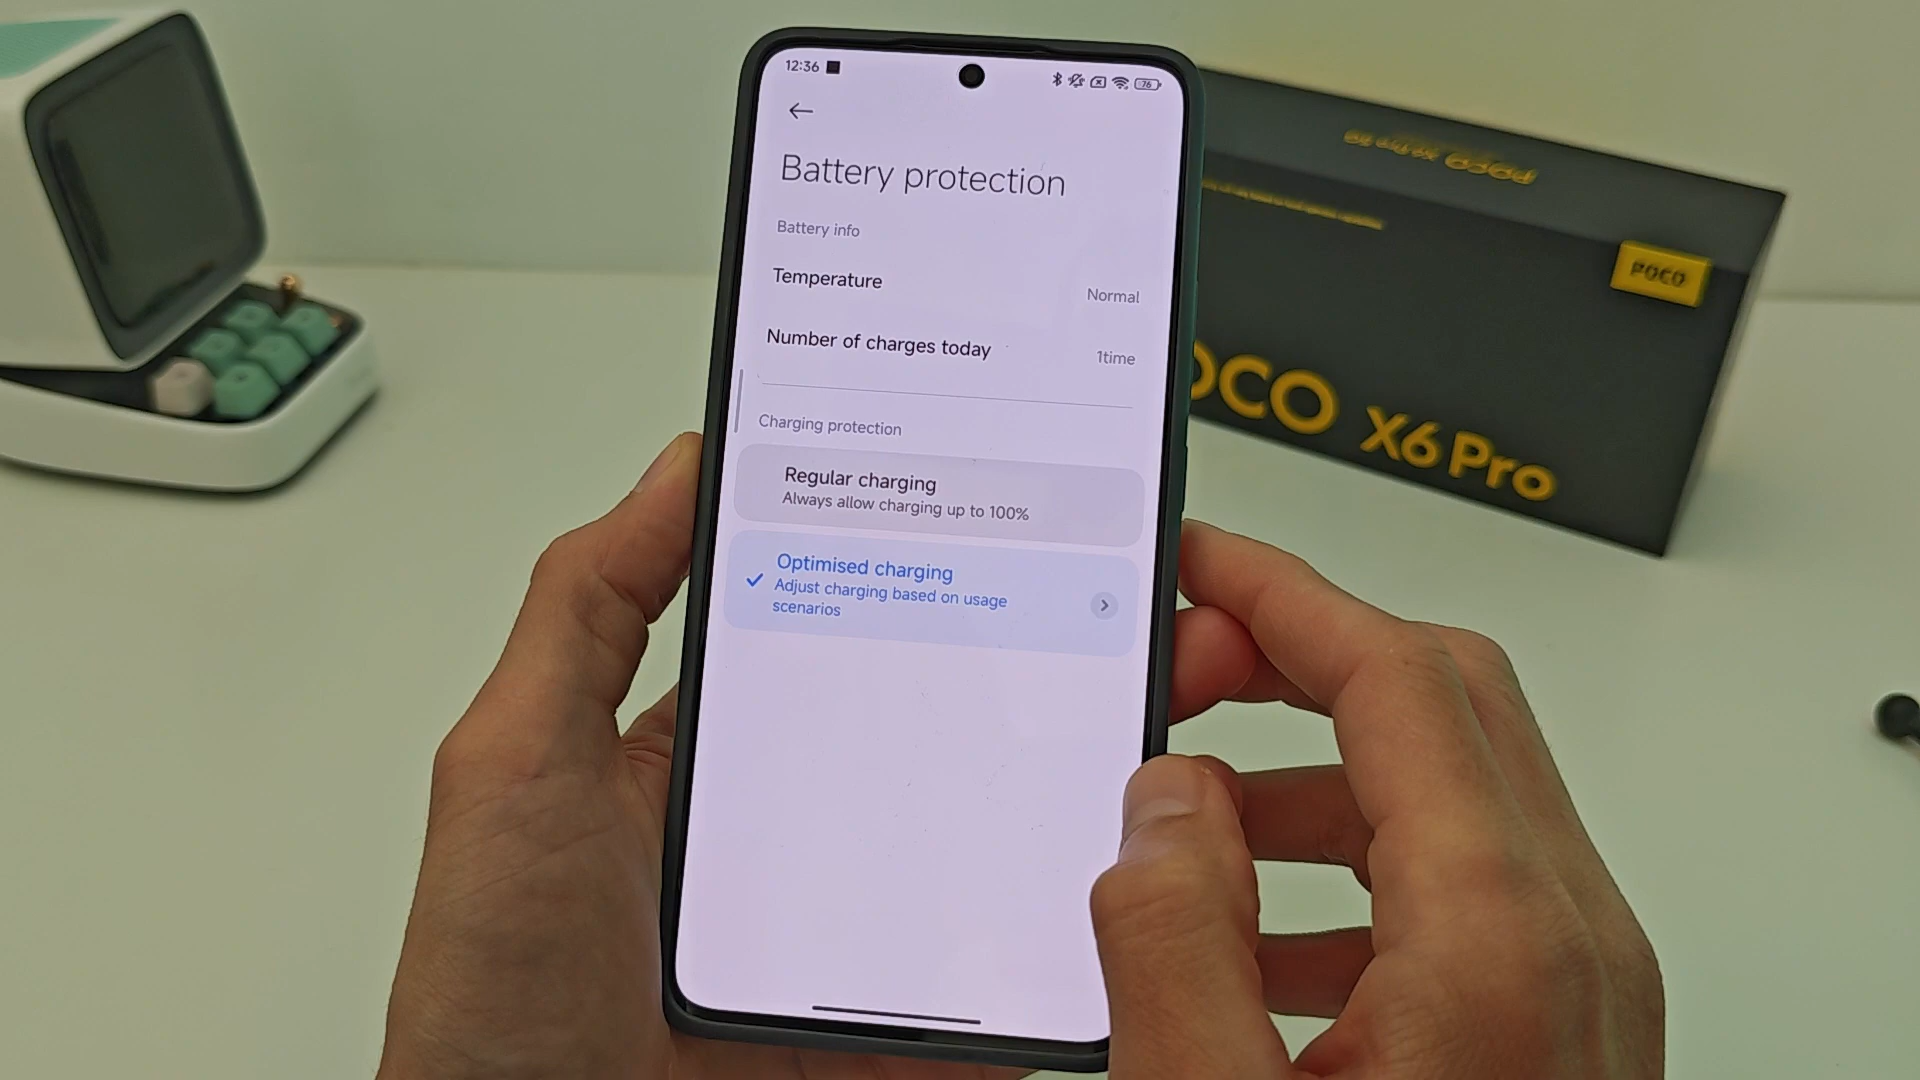 12:36
76
Battery protection
Battery info
Temperature
Normal
Number of charges today
1time
Charging protection
Regular charging
Always allow charging up to 100%
Optimised charging
Adjust charging based on usage
scenarios
POCO
OCO X6 Pro